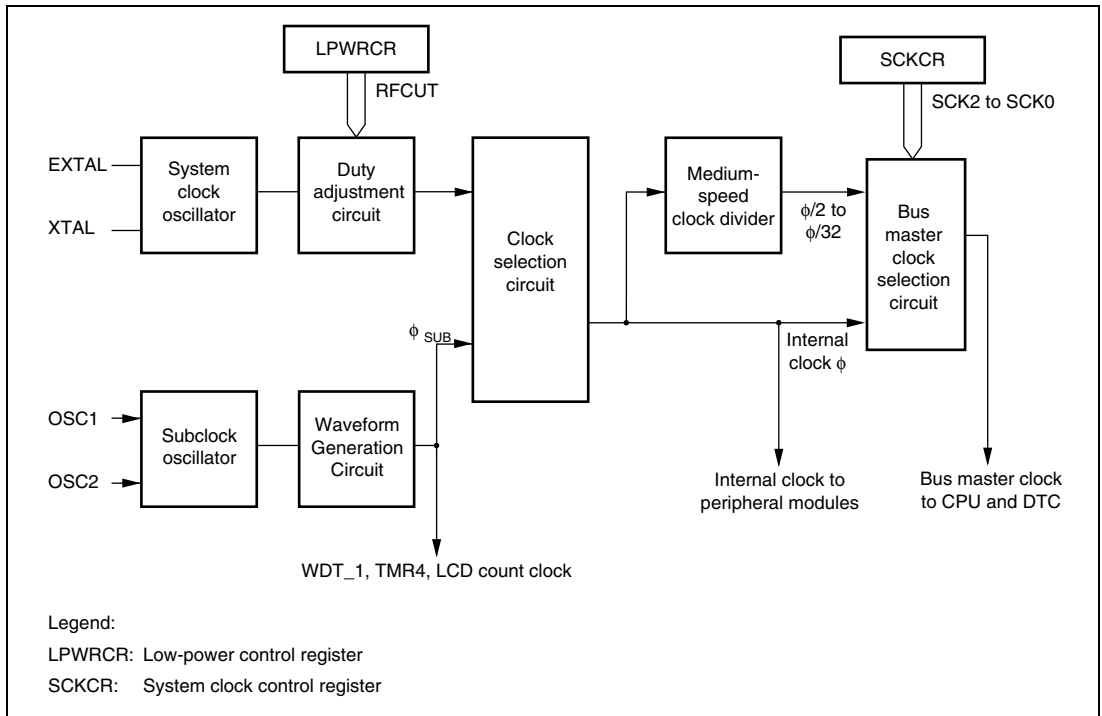 LPWRCR
RFCUT
SCKCR
SCK2 to SCK0
EXTAL
XTAL
System
clock
oscillator
Duty
adjustment
circuit
Clock
selection
circuit
Medium-
speed
clock divider
ϕ/2 to
ϕ/32
Bus
master
clock
selection
circuit
Internal
clock ϕ
ϕ SUB
OSC1
OSC2
Subclock
oscillator
Waveform
Generation
Circuit
Internal clock to
peripheral modules
Bus master clock
to CPU and DTC
WDT_1, TMR4, LCD count clock
Legend:
LPWRCR: Low-power control register
SCKCR: System clock control register